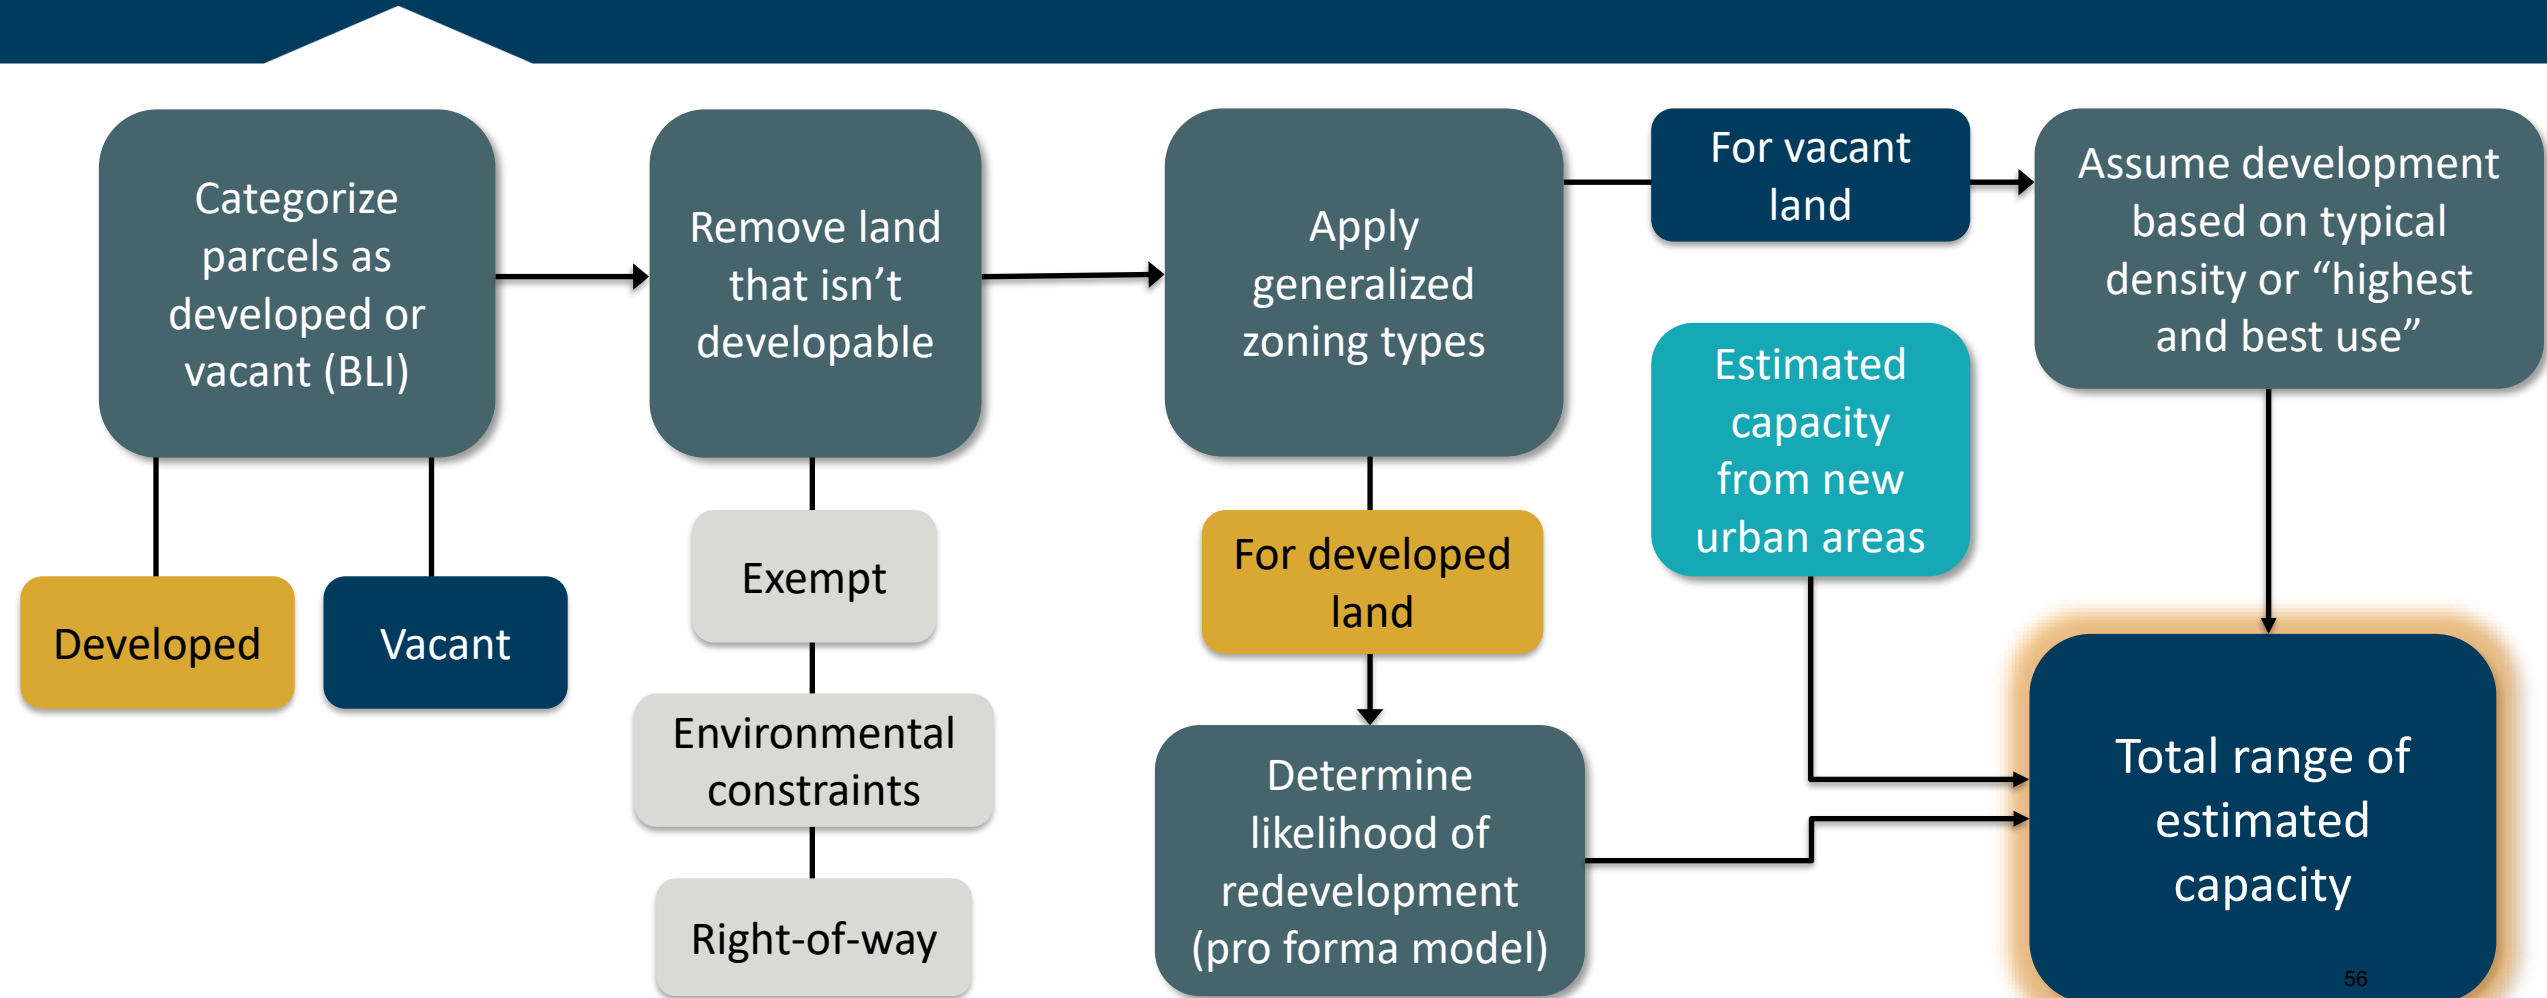 Categorize
parcels as
developed or
vacant (BLI)
Developed
Vacant
Remove land
that isn’t
developable
Exempt
Environmental
constraints
Right-of-way
Apply
generalized
zoning types
For developed
land
Determine
likelihood of
redevelopment
(pro forma model)
For vacant
land
Estimated
capacity
from new
urban areas
Assume development
based on typical
density or “highest
and best use”
Total range of
estimated
capacity
56